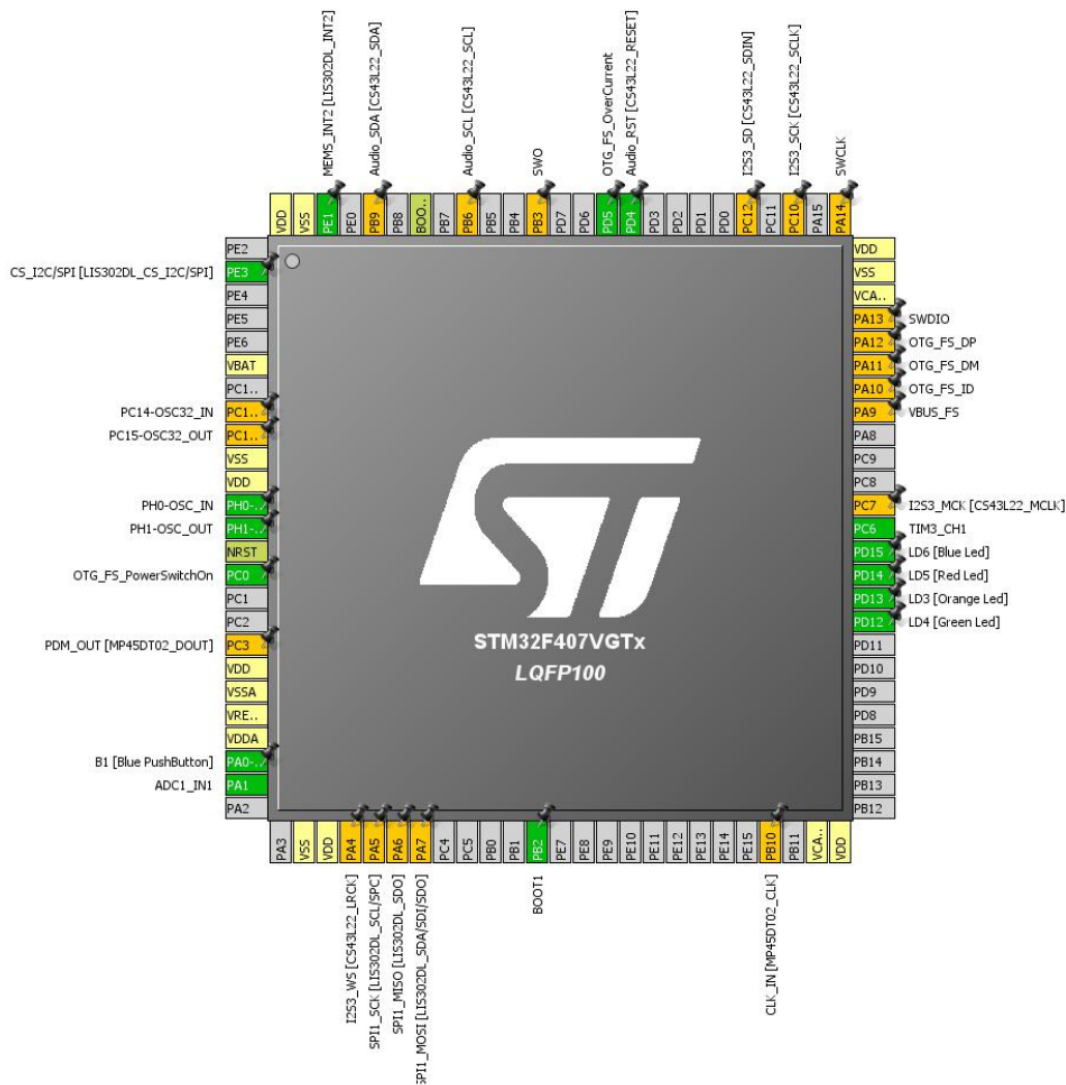 MEMS_INT2 [LIS302DL_INT2]
Audio_SDA [CS43L22_SDA]
Audio_SCL [CS43L22_SCL]
SWO
OTG_FS_OverCurrent
Audio_RST [CS43L22_RESET]
I2S3_SD [CS43L22_SDIN]
I2S3_SCK [CS43L22_SCLK]
SWCLK
VDD
VSS
PE1
PE0
PB9
PB8
BOO..
PB7
PB6
PB5
PB4
PB3
PD7
PD6
PD5
PD4
PD3
PD2
PD1
PD0
PC12
PC11
PC10
PA15
PA14
PE2
CS_I2C/SPI [LIS302DL_CS_I2C/SPI] PE3
PE4
PE5
PE6
VBAT
PC1..
PC14-OSC32_IN PC1..
PC15-OSC32_OUT PC1..
VSS
VDD
PH0-OSC_IN PH0-..
PH1-OSC_OUT PH1-..
NRST
OTG_FS_PowerSwitchOn PC0
PC1
PC2
PDM_OUT [MP45DT02_DOUT] PC3
VDD
VSSA
VRE..
VDDA
B1 [Blue PushButton] PA0-..
ADC1_IN1 PA1
PA2
STM32F407VGTx
LQFP100
VDD
VSS
VCA..
PA13 SWDIO
PA12 OTG_FS_DP
PA11 OTG_FS_DM
PA10 OTG_FS_ID
PA9 VBUS_FS
PA8
PC9
PC8
PC7 I2S3_MCK [CS43L22_MCLK]
PC6 TIM3_CH1
PD15 LD6 [Blue Led]
PD14 LD5 [Red Led]
PD13 LD3 [Orange Led]
PD12 LD4 [Green Led]
PD11
PD10
PD9
PD8
PB15
PB14
PB13
PB12
PA3
VSS
VDD
PA4
PA5
PA6
PA7
PC4
PC5
PB0
PB1
PB2
PE7
PE8
PE9
PE10
PE11
PE12
PE13
PE14
PE15
PB10
PB11
VCA..
VDD
I2S3_WS [CS43L22_LRCK]
SPI1_SCK [LIS302DL_SCL/SPC]
SPI1_MISO [LIS302DL_SDO]
SPI1_MOSI [LIS302DL_SDA/SDI/SDO]
BOOT1
CLK_IN [MP45DT02_CLK]